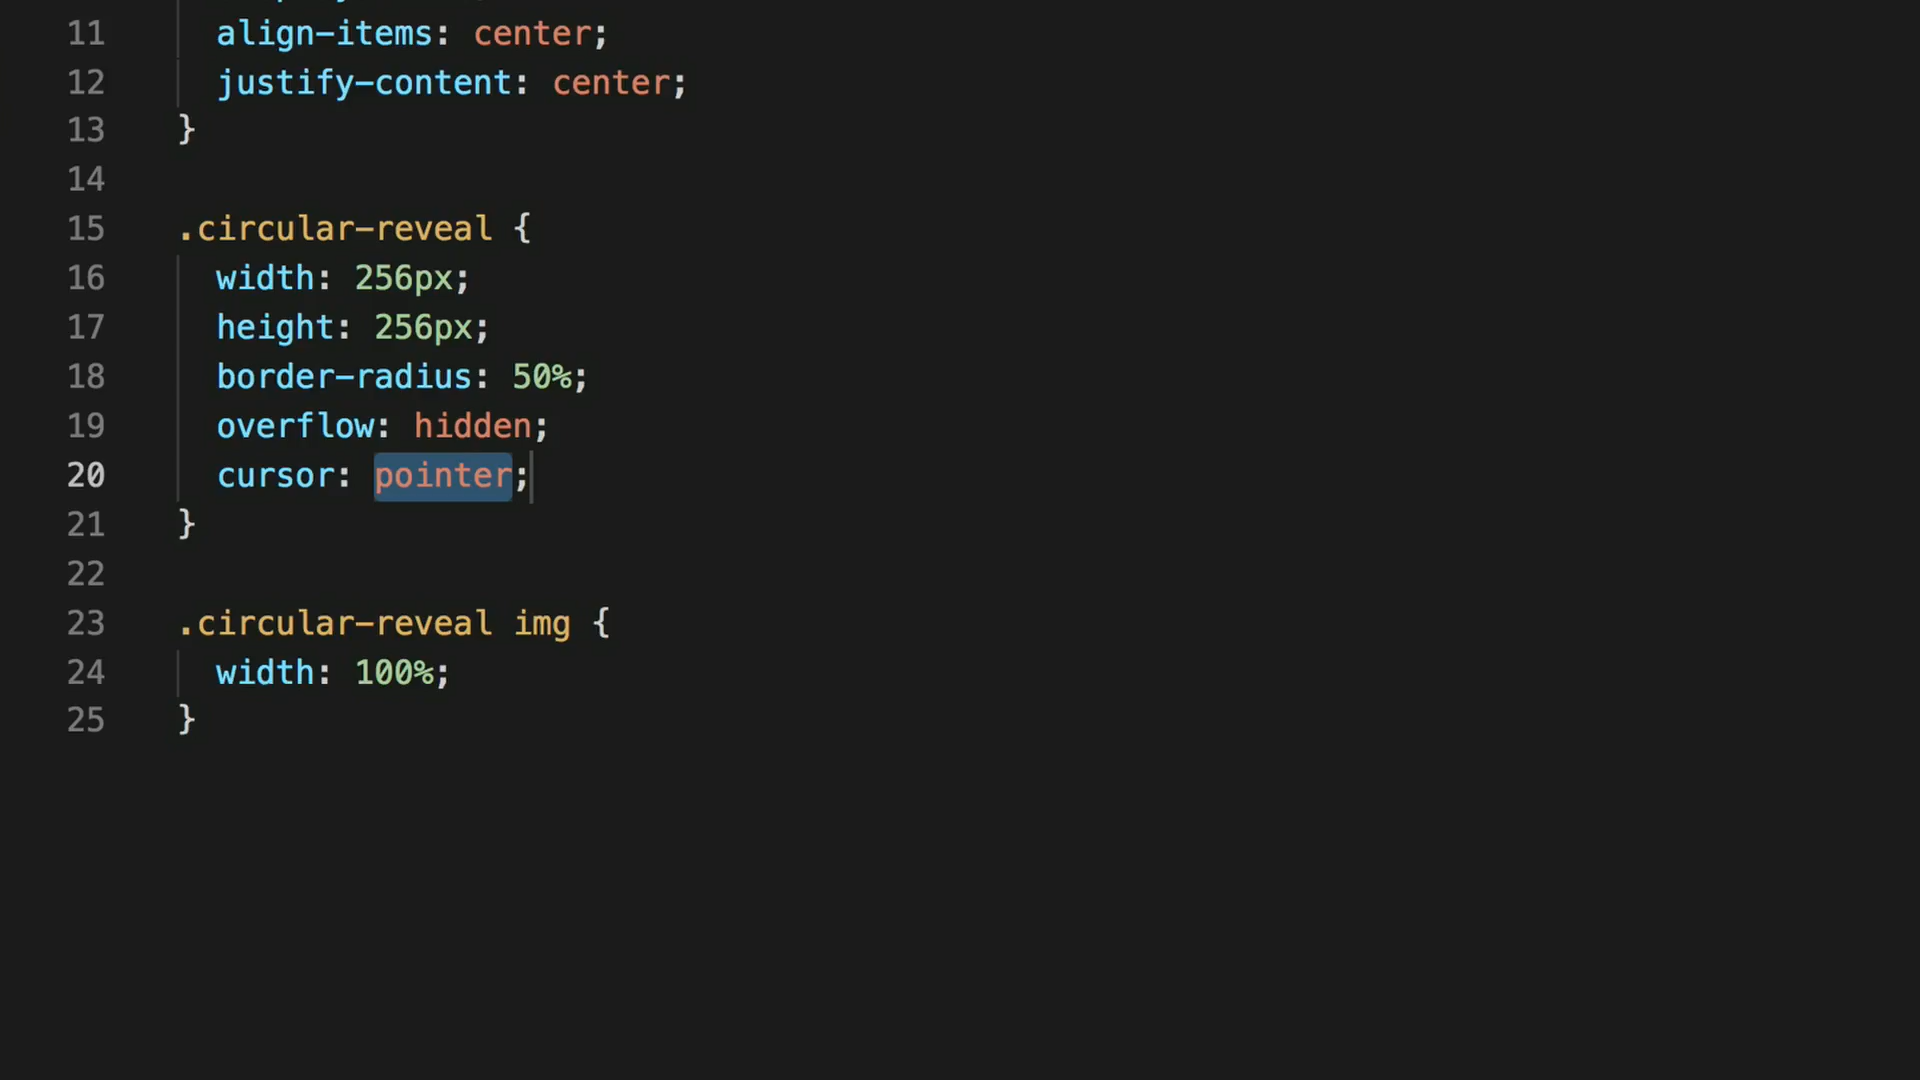 11 align-items: center;
12 justify-content: center;
13 }
14
15 .circular-reveal {
16 width: 256px;
17 height: 256px;
18 border-radius: 50%;
19 overflow: hidden;
20 cursor: pointer;
21 }
22
23 .circular-reveal img {
24 width: 100%;
25 }